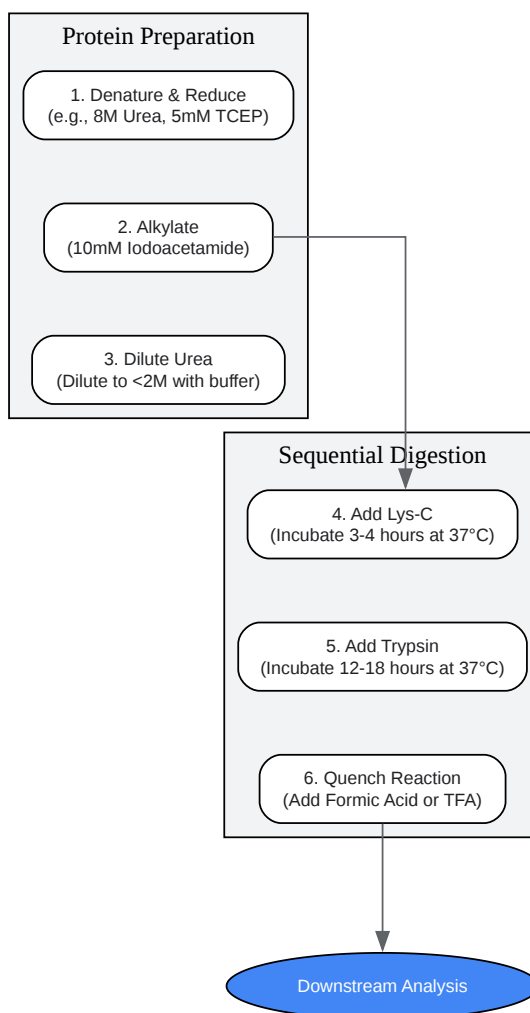 Protein Preparation
1. Denature & Reduce
(e.g., 8M Urea, 5mM TCEP)
2. Alkylate
(10mM Iodoacetamide)
3. Dilute Urea
(Dilute to <2M with buffer)
Sequential Digestion
4. Add Lys-C
(Incubate 3-4 hours at 37°C)
5. Add Trypsin
(Incubate 12-18 hours at 37°C)
6. Quench Reaction
(Add Formic Acid or TFA)
Downstream Analysis